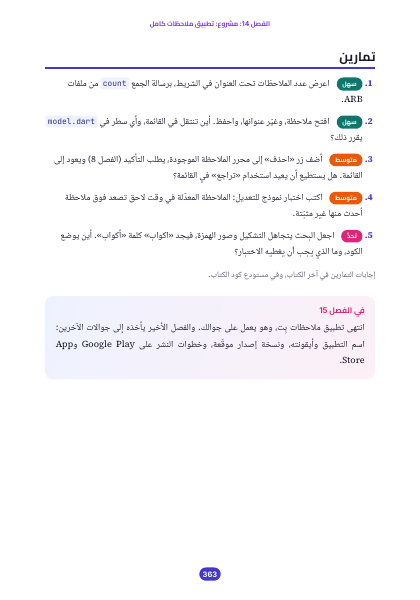 الفصل 14: مشروع: تطبيق ملاحظات كامل
تمارين
1. سهل اعرض عدد الملاحظات تحت العنوان في الشريط، برسالة الجمع count من ملفات
ARB.
2. سهل افتح ملاحظة، وغيّر عنوانها، واحفظ. أين تنتقل في القائمة، وأي سطر في model.dart
يقرر ذلك؟
3. متوسط أضف زر «احذف» إلى محرر الملاحظة الموجودة، يطلب التأكيد (الفصل 8) ويعود إلى
القائمة. هل يستطيع أن يعيد استخدام «تراجع» في القائمة؟
4. متوسط اكتب اختبار نموذج للتعديل: الملاحظة المعدّلة في وقت لاحق تصعد فوق ملاحظة
أحدث منها غير مثبّتة.
5. تحدّ اجعل البحث يتجاهل التشكيل وصور الهمزة، فيجد «اكواب» كلمة «أكواب». أين يوضع
الكود، وما الذي يجب أن يغطيه الاختبار؟
إجابات التمارين في آخر الكتاب، وفي مستودع كود الكتاب.
في الفصل 15
انتهى تطبيق ملاحظات بِت، وهو يعمل على جوالك. والفصل الأخير يأخذه إلى جوالات الآخرين:
اسم التطبيق وأيقونته، ونسخة إصدار موقّعة، وخطوات النشر على Google Play وApp
Store.
363